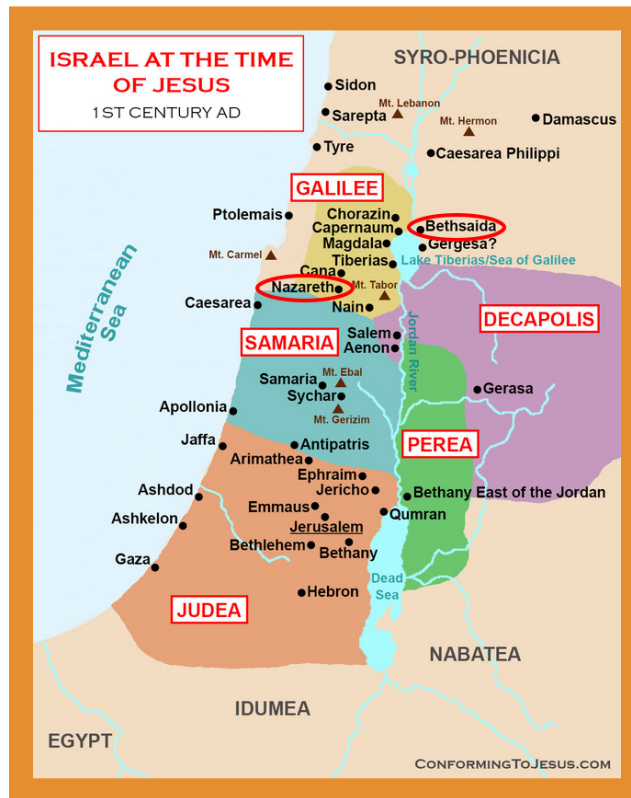 ISRAEL AT THE TIME
OF JESUS
1ST CENTURY AD
SYRO-PHOENICIA
Sidon
Mt. Lebanon
Sarepta
Mt. Hermon
Damascus
Tyre
Caesarea Philippi
GALILEE
Ptolemais
Chorazin
Capernaum
Bethsaida
Magdala
Gergesa?
Mt. Carmel
Tiberias
Lake Tiberias/Sea of Galilee
Cana
Nazareth
Mt. Tabor
Caesarea
Nain
Mediterranean
Sea
Jordan River
DECAPOLIS
SAMARIA
Salem
Aenon
Mt. Ebal
Samaria
Sychar
Gerasa
Mt. Gerizim
Apollonia
Jaffa
Antipatris
PEREA
Arimathea
Ephraim
Jericho
Bethany East of the Jordan
Ashdod
Emmaus
Qumran
Ashkelon
Jerusalem
Bethlehem
Bethany
Gaza
Dead
Sea
Hebron
JUDEA
NABATEA
IDUMEA
EGYPT
CONFORMINGTOJESUS.COM